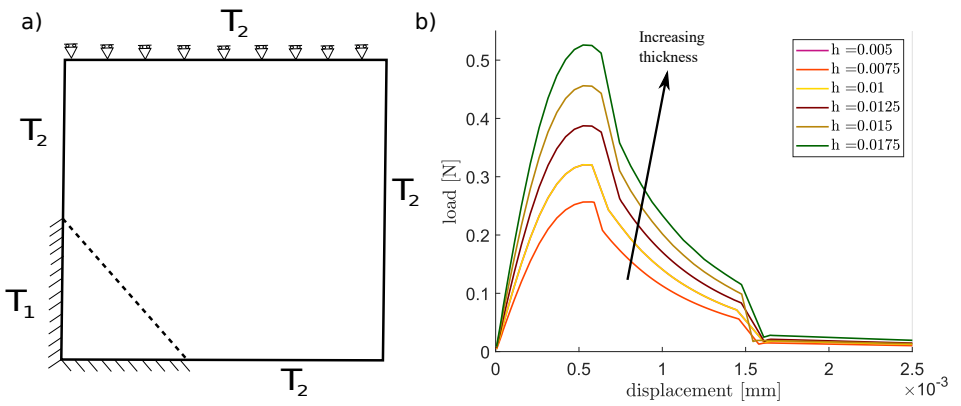 a)
T₂
T₂
T₂
T₁
T₂
b)
Increasing
thickness
h =0.005
h =0.0075
h =0.01
h =0.0125
h =0.015
h =0.0175
load [N]
0.5
0.4
0.3
0.2
0.1
0
0 0.5 1.0 1.5 2.0 2.5
displacement [mm] ×10⁻³